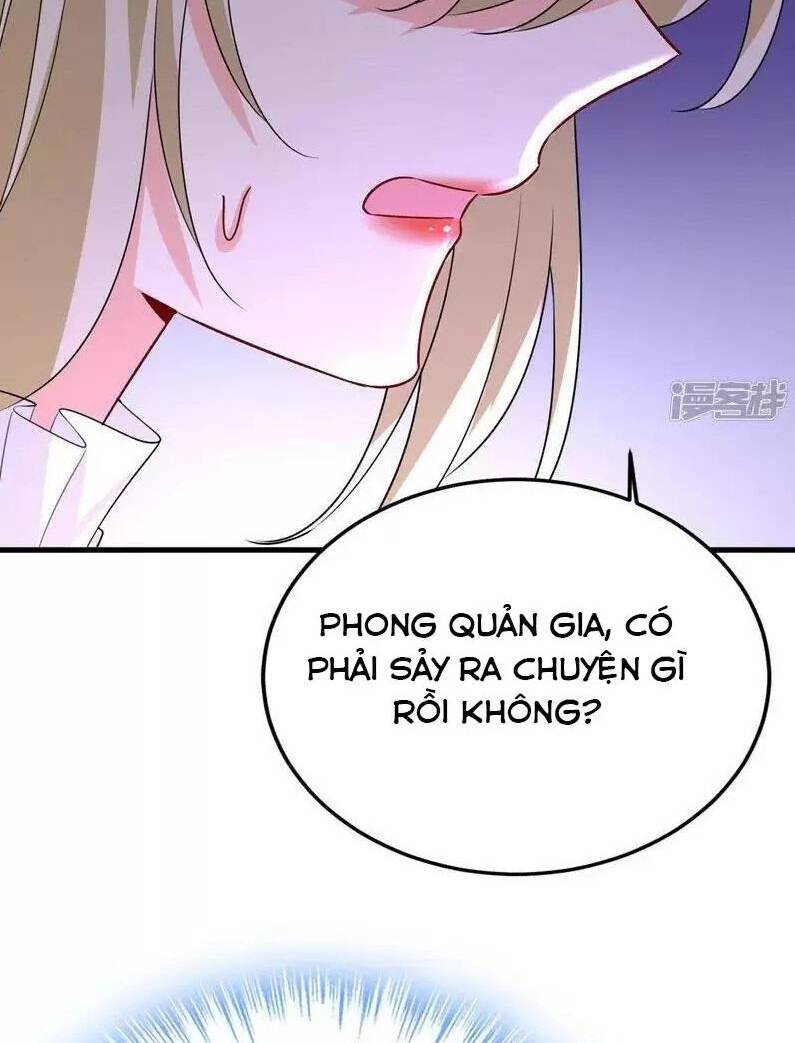 漫客栈
PHONG QUẢN GIA, CÓ
PHẢI SẢY RA CHUYỆN GÌ
RỒI KHÔNG?